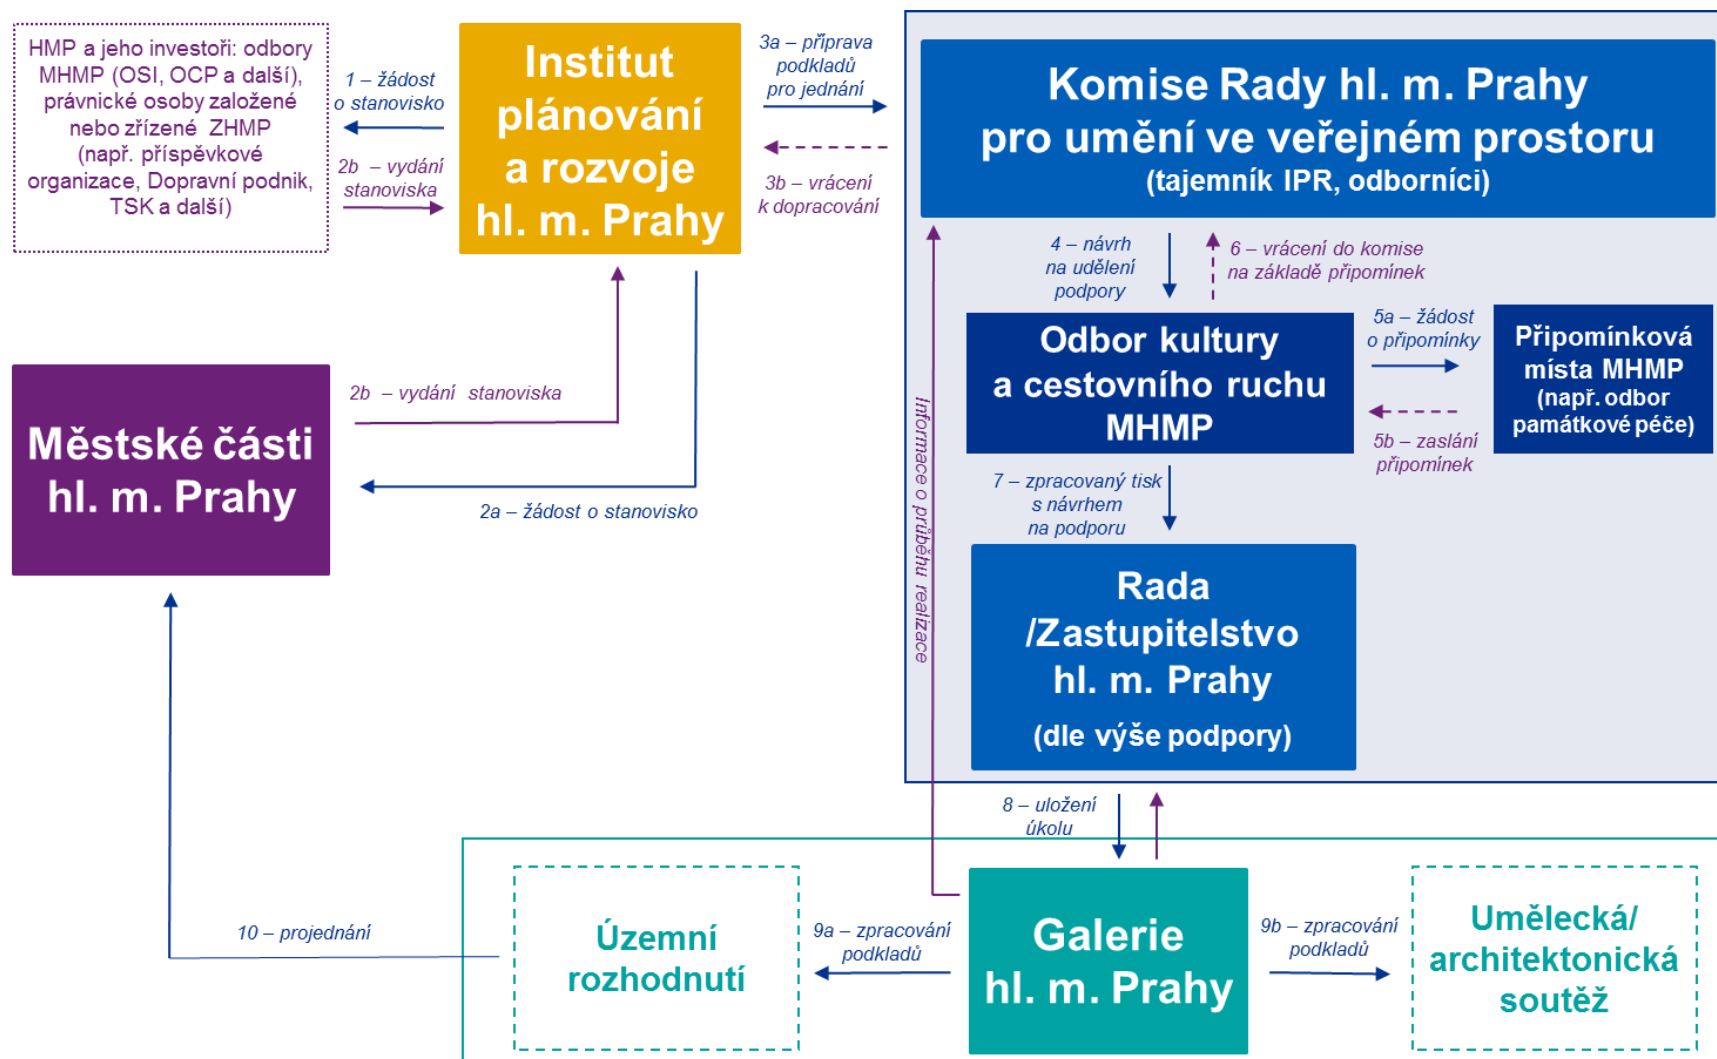 HMP a jeho investoři: odbory
MHMP (OSI, OCP a další),
právnické osoby založené
nebo zřízené ZHMP
(např. příspěvkové
organizace, Dopravní podnik,
TSK a další)
1 – žádost
o stanovisko
2b – vydání
stanoviska
Institut
plánování
a rozvoje
hl. m. Prahy
3a – příprava
podkladů
pro jednání
3b – vrácení
k dopracování
Komise Rady hl. m. Prahy
pro umění ve veřejném prostoru
(tajemník IPR, odborníci)
4 – návrh
na udělení
podpory
6 – vrácení do komise
na základě připomínek
Odbor kultury
a cestovního ruchu
MHMP
5a – žádost
o připomínky
5b – zaslání
připomínek
Připomínková
místa MHMP
(např. odbor
památkové péče)
Městské části
hl. m. Prahy
2b – vydání stanoviska
2a – žádost o stanovisko
Informace o průběhu realizace
7 – zpracovaný tisk
s návrhem
na podporu
Rada
/Zastupitelstvo
hl. m. Prahy
(dle výše podpory)
8 – uložení
úkolu
10 – projednání
Územní
rozhodnutí
9a – zpracování
podkladů
Galerie
hl. m. Prahy
9b – zpracování
podkladů
Umělecká/
architektonická
soutěž